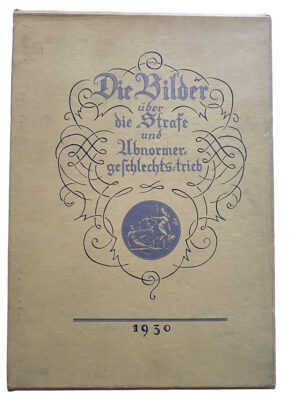 Die Bilder
über
die Strafe
und
Abnormer-
geschlechts-trieb
1930